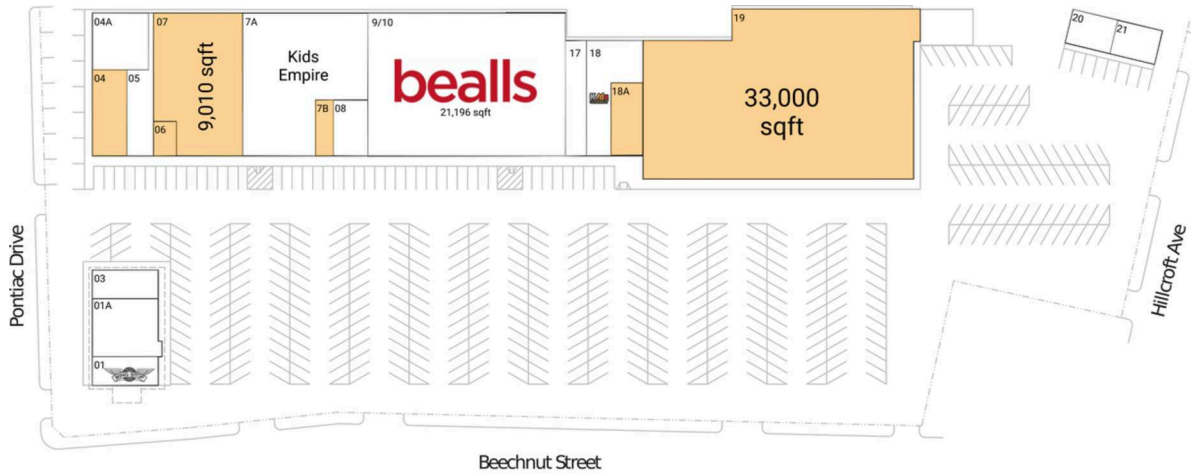 04A
07
7A
9/10
19
20
21
17
18
Kids
Empire
bealls
21,196 sqft
04
05
9,010 sqft
06
7B
08
18A
33,000
sqft
03
01A
01
Pontiac Drive
Hillcroft Ave
Beechnut Street